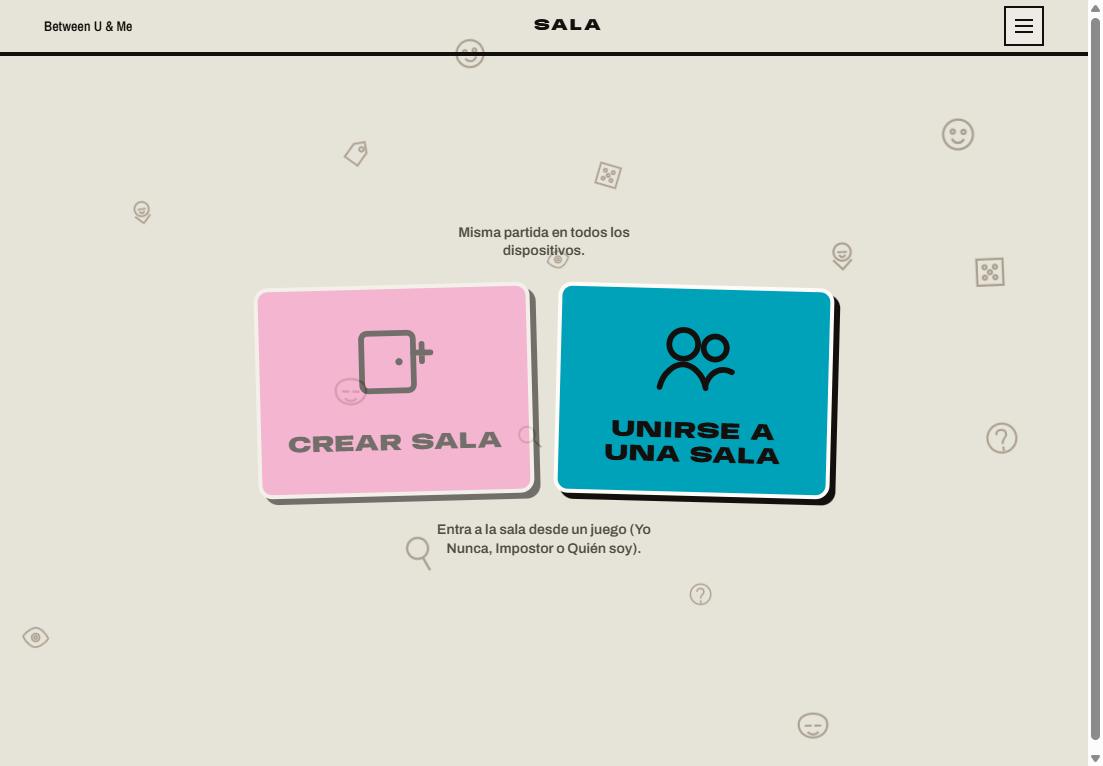 Between U & Me
SALA
Misma partida en todos los
dispositivos.
CREAR SALA
UNIRSE A
UNA SALA
Entra a la sala desde un juego (Yo
Nunca, Impostor o Quién soy).